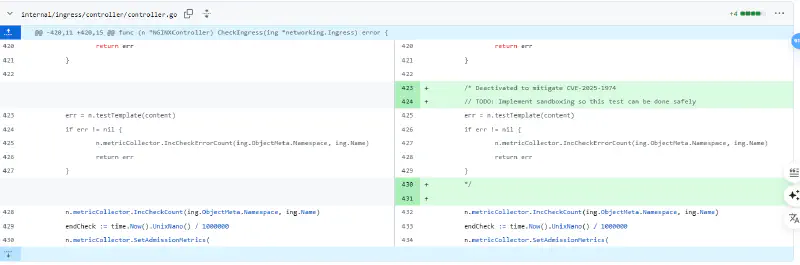 internal/ingress/controller/controller.go
+4
@@ -420,11 +420,15 @@ func (n *NGINXController) CheckIngress(ing *networking.Ingress) error {
420 return err
421 }
422
423 err = n.testTemplate(content)
424 if err != nil {
425 n.metricCollector.IncCheckErrorCount(ing.ObjectMeta.Namespace, ing.Name)
426 return err
427 }
428 n.metricCollector.IncCheckCount(ing.ObjectMeta.Namespace, ing.Name)
429 endCheck := time.Now().UnixNano() / 1000000
430 n.metricCollector.SetAdmissionMetrics(
420 return err
421 }
422
423 + /* Deactivated to mitigate CVE-2025-1974
424 + // TODO: Implement sandboxing so this test can be done safely
425 err = n.testTemplate(content)
426 if err != nil {
427 n.metricCollector.IncCheckErrorCount(ing.ObjectMeta.Namespace, ing.Name)
428 return err
429 }
430 + */
431 +
432 n.metricCollector.IncCheckCount(ing.ObjectMeta.Namespace, ing.Name)
433 endCheck := time.Now().UnixNano() / 1000000
434 n.metricCollector.SetAdmissionMetrics(